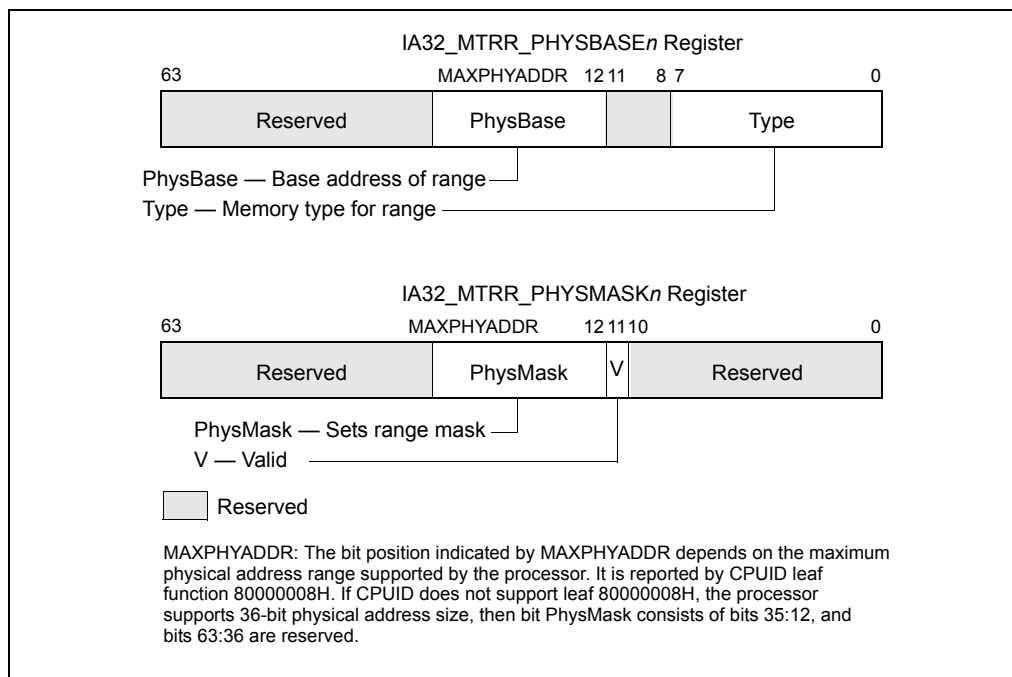 IA32_MTRR_PHYSBASEn Register
63 MAXPHYADDR 12 11 8 7 0
Reserved PhysBase Type
PhysBase — Base address of range
Type — Memory type for range
IA32_MTRR_PHYSMASKn Register
63 MAXPHYADDR 12 11 10 0
Reserved PhysMask V Reserved
PhysMask — Sets range mask
V — Valid
Reserved
MAXPHYADDR: The bit position indicated by MAXPHYADDR depends on the maximum
physical address range supported by the processor. It is reported by CPUID leaf
function 80000008H. If CPUID does not support leaf 80000008H, the processor
supports 36-bit physical address size, then bit PhysMask consists of bits 35:12, and
bits 63:36 are reserved.